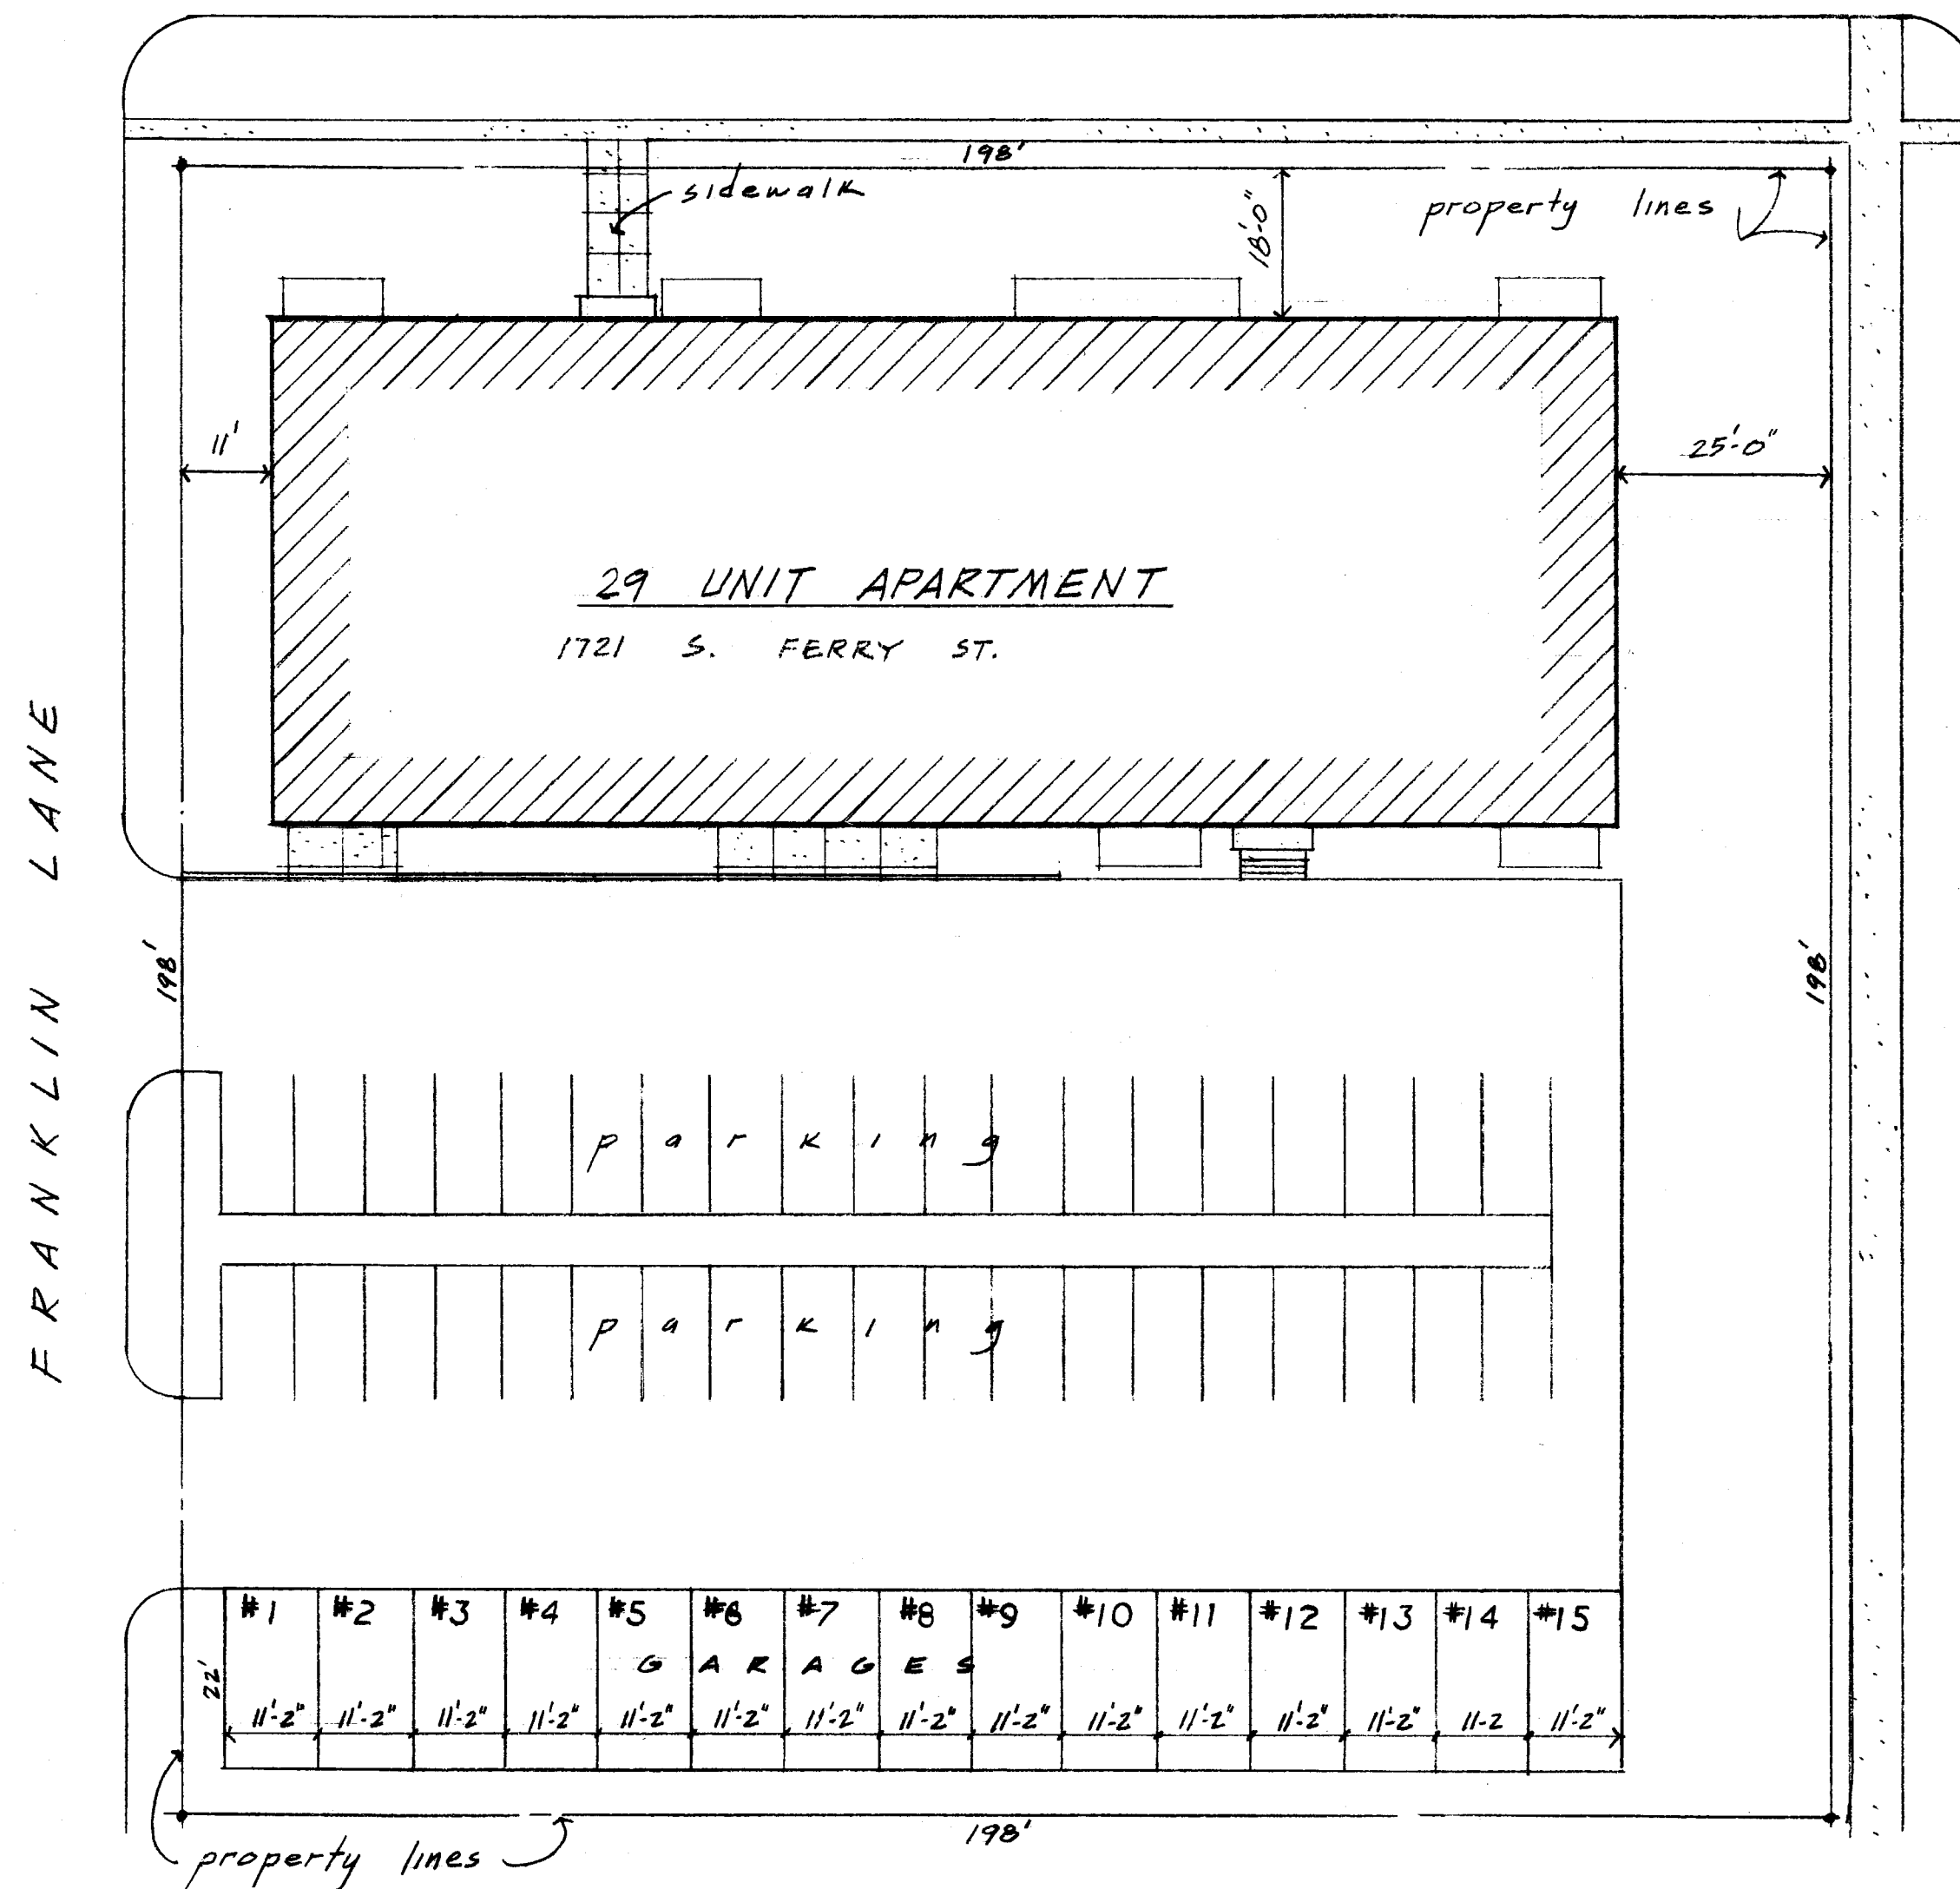 198'
sidewalk
18'-0"
property lines
11'
25'-0"
29 UNIT APARTMENT
1721 S. FERRY ST.
FRANKLIN LANE
198'
198'
parking
parking
#1 #2 #3 #4 #5 #6 #7 #8 #9 #10 #11 #12 #13 #14 #15
GARAGES
22'
11'-2" 11'-2" 11'-2" 11'-2" 11'-2" 11'-2" 11'-2" 11'-2" 11'-2" 11'-2" 11'-2" 11'-2" 11'-2" 11-2 11'-2"
198'
property lines